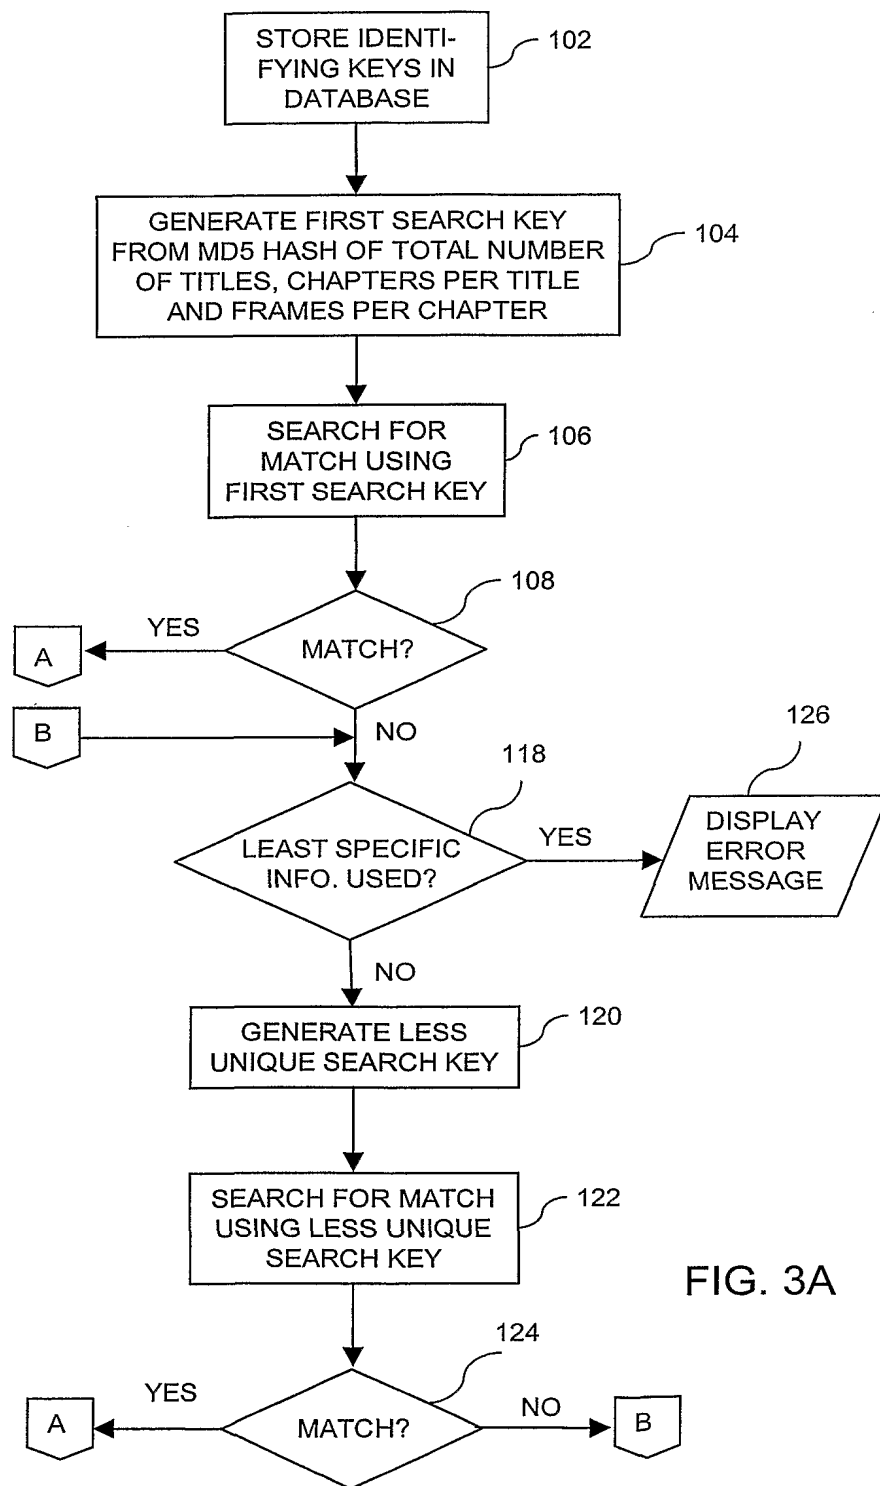 STORE IDENTI-
FYING KEYS IN
DATABASE
102
GENERATE FIRST SEARCH KEY
FROM MD5 HASH OF TOTAL NUMBER
OF TITLES, CHAPTERS PER TITLE
AND FRAMES PER CHAPTER
104
SEARCH FOR
MATCH USING
FIRST SEARCH KEY
106
108
YES
MATCH?
A
B
NO
126
118
DISPLAY
ERROR
MESSAGE
YES
LEAST SPECIFIC
INFO. USED?
NO
GENERATE LESS
UNIQUE SEARCH KEY
120
SEARCH FOR MATCH
USING LESS UNIQUE
SEARCH KEY
122
FIG. 3A
124
YES
MATCH?
NO
A
B